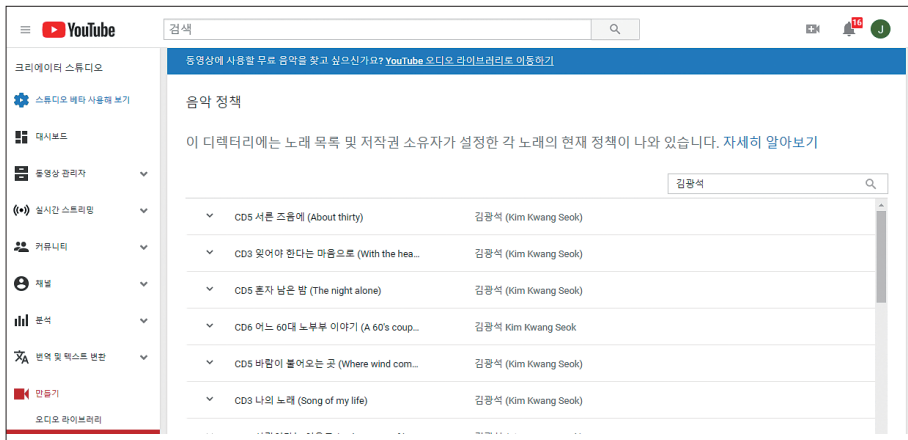 YouTube
검색
16
J
크리에이터 스튜디오
스튜디오 베타 사용해 보기
대시보드
동영상 관리자
실시간 스트리밍
커뮤니티
채널
분석
번역 및 텍스트 변환
만들기
오디오 라이브러리
동영상에 사용할 무료 음악을 찾고 싶으신가요? YouTube 오디오 라이브러리로 이동하기
음악 정책
이 디렉터리에는 노래 목록 및 저작권 소유자가 설정한 각 노래의 현재 정책이 나와 있습니다. 자세히 알아보기
김광석
CD5 서른 즈음에 (About thirty) 김광석 (Kim Kwang Seok)
CD3 잊어야 한다는 마음으로 (With the hea... 김광석 (Kim Kwang Seok)
CD5 혼자 남은 밤 (The night alone) 김광석 (Kim Kwang Seok)
CD6 어느 60대 노부부 이야기 (A 60's coup... 김광석 Kim Kwang Seok
CD5 바람이 불어오는 곳 (Where wind com... 김광석 (Kim Kwang Seok)
CD3 나의 노래 (Song of my life) 김광석 (Kim Kwang Seok)